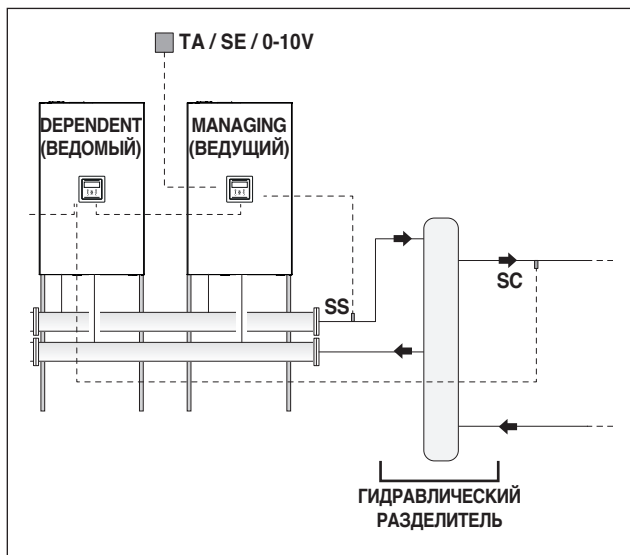 TA / SE / 0-10V
DEPENDENT
(ВЕДОМЫЙ)
MANAGING
(ВЕДУЩИЙ)
SS
SC
ГИДРАВЛИЧЕСКИЙ
РАЗДЕЛИТЕЛЬ